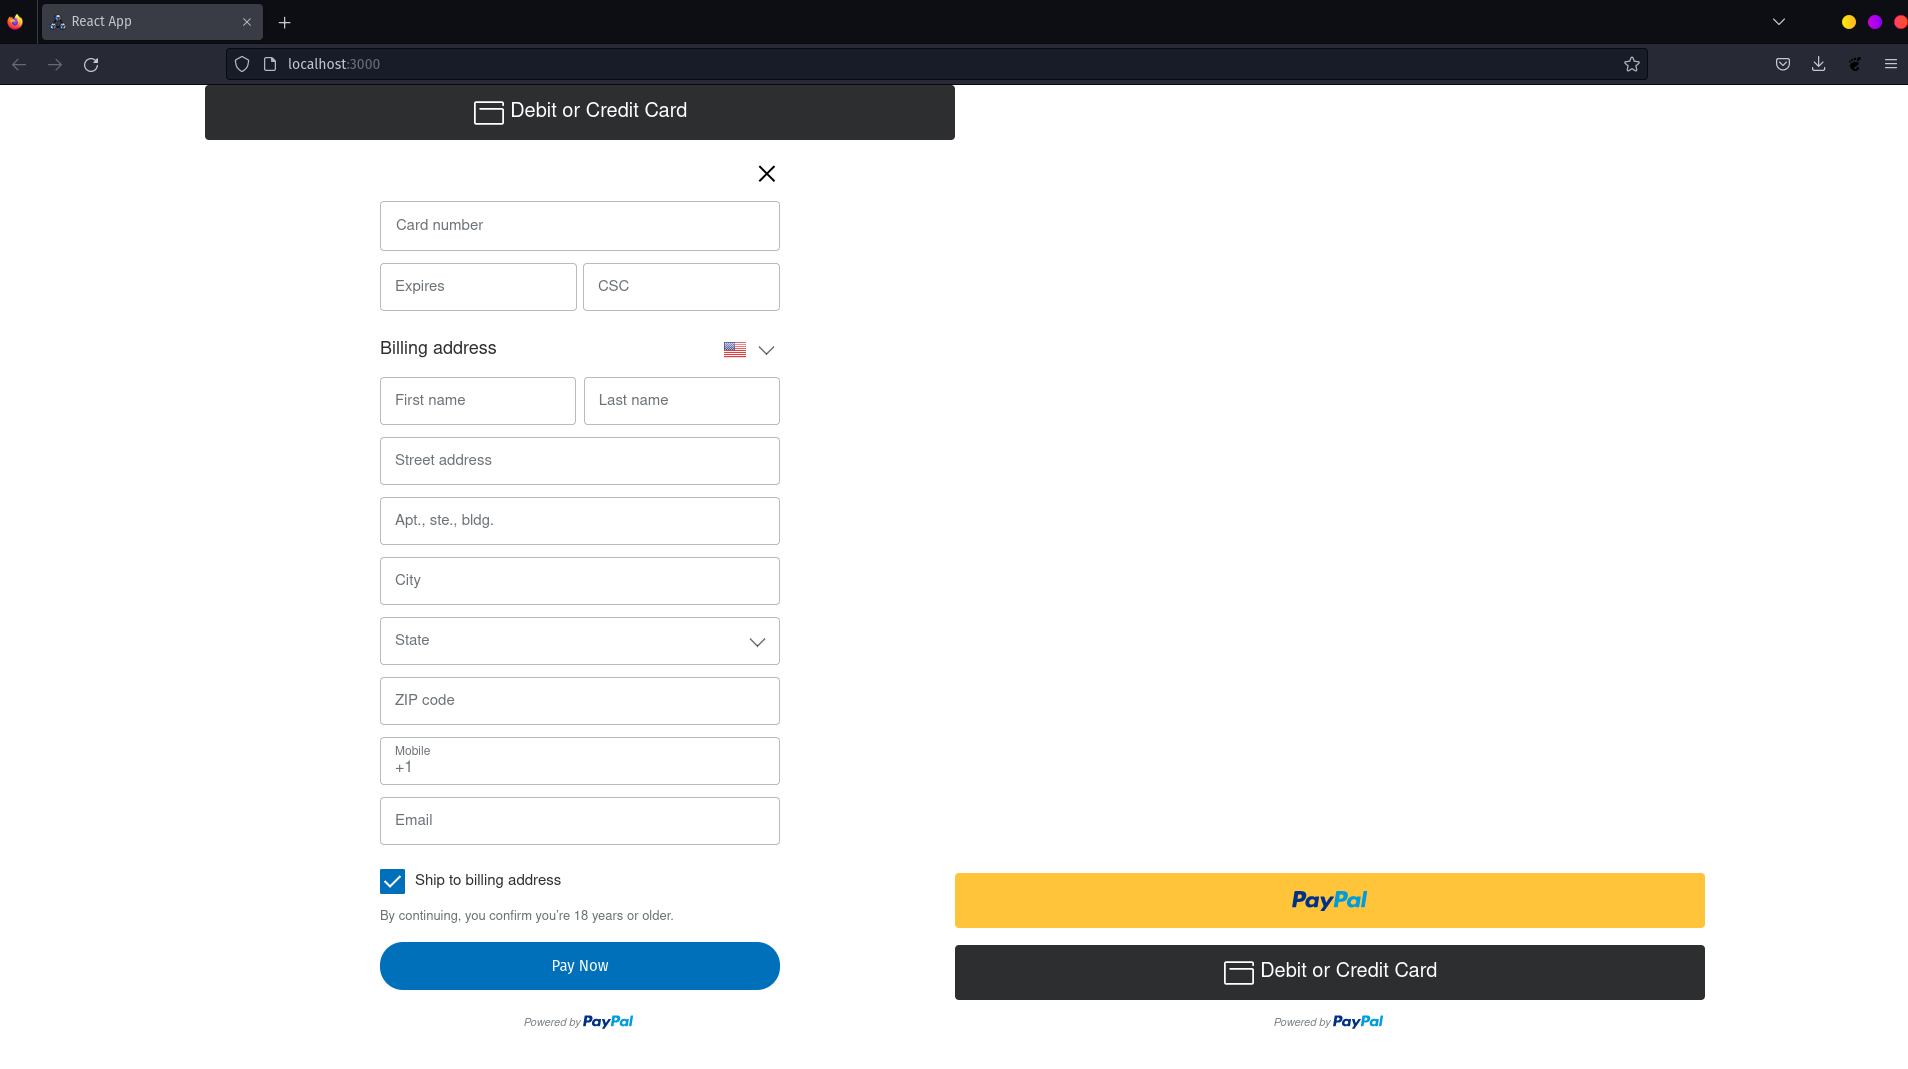 React App
localhost:3000
Debit or Credit Card
Card number
Expires
CSC
Billing address
First name
Last name
Street address
Apt., ste., bldg.
City
State
ZIP code
Mobile
+1
Email
Ship to billing address
By continuing, you confirm you’re 18 years or older.
Pay Now
Powered by PayPal
PayPal
Debit or Credit Card
Powered by PayPal